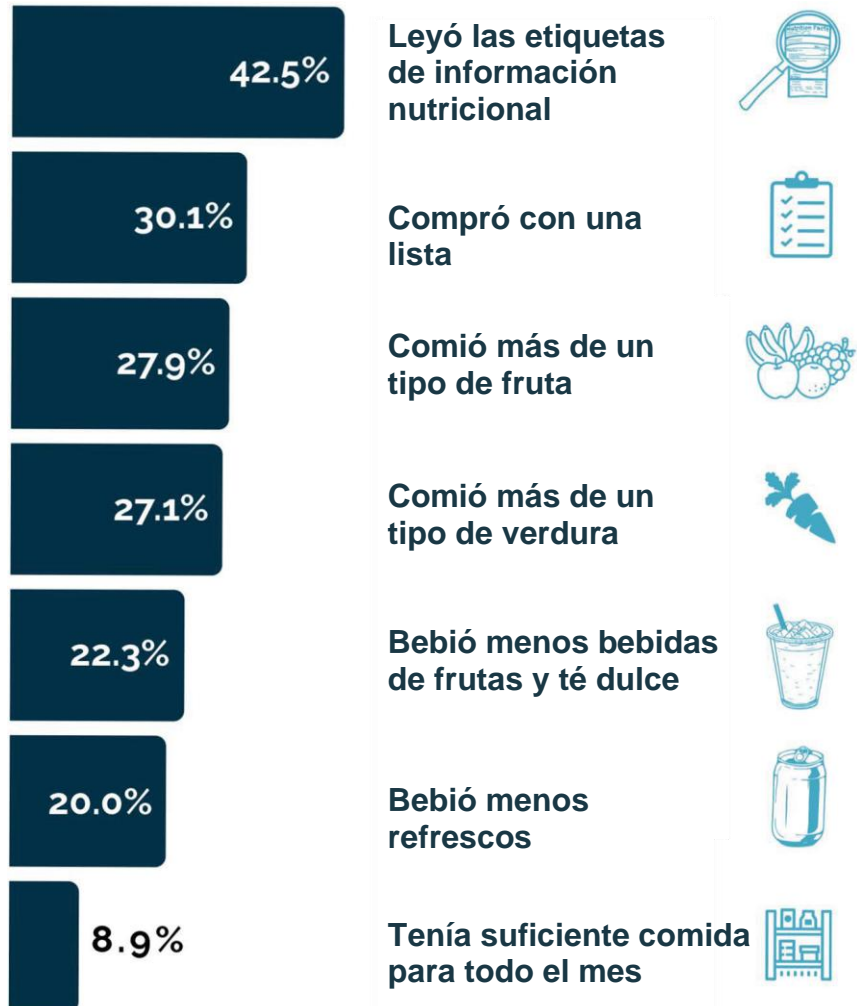 42.5%
Leyó las etiquetas
de información
nutricional
30.1%
Compró con una
lista
27.9%
Comió más de un
tipo de fruta
27.1%
Comió más de un
tipo de verdura
22.3%
Bebió menos bebidas
de frutas y té dulce
20.0%
Bebió menos
refrescos
8.9%
Tenía suficiente comida
para todo el mes